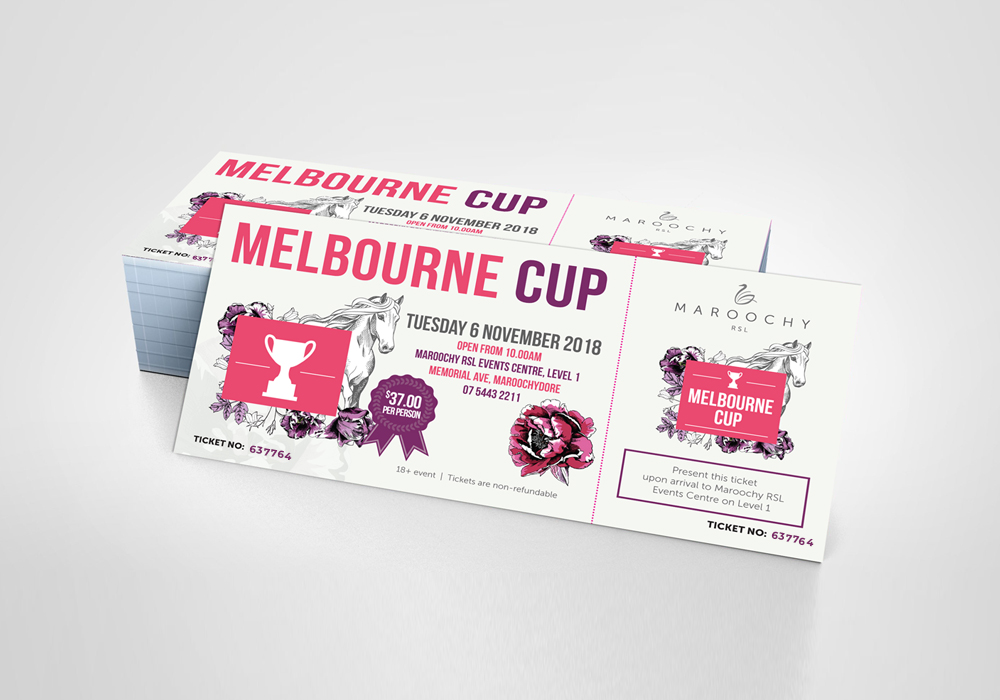 MELBOURNE CUP
TUESDAY 6 NOVEMBER 2018
OPEN FROM 10.00AM
TICKET NO: 637
MAROOCHY
MELBOURNE CUP
TUESDAY 6 NOVEMBER 2018
OPEN FROM 10.00AM
MAROOCHY RSL EVENTS CENTRE, LEVEL 1
MEMORIAL AVE, MAROOCHYDORE
07 5443 2211
$37.00
PER PERSON
TICKET NO: 637764
18+ event | Tickets are non-refundable
MAROOCHY
RSL
MELBOURNE
CUP
Present this ticket
upon arrival to Maroochy RSL
Events Centre on Level 1
TICKET NO: 637764